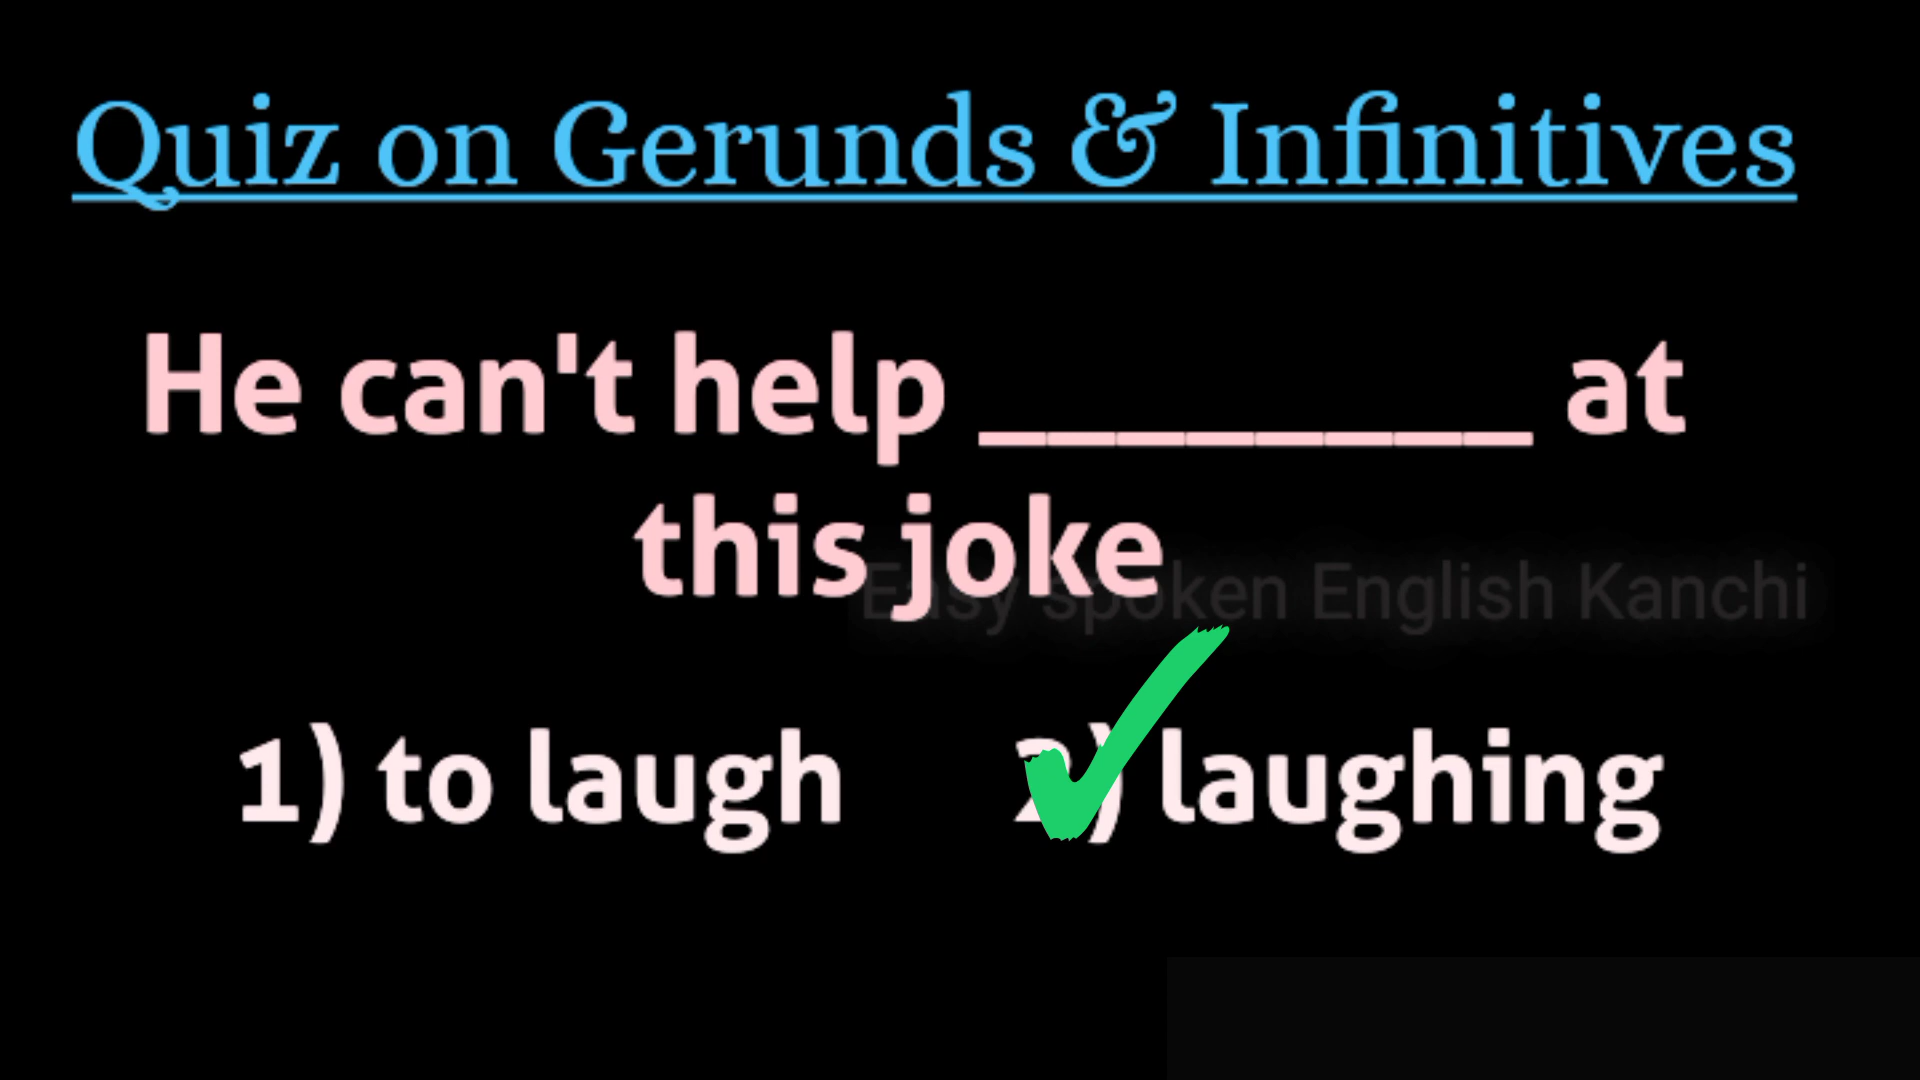 Quiz on Gerunds & Infinitives
He can't help ________ at
this joke
Easy spoken English Kanchi
1) to laugh 2) laughing